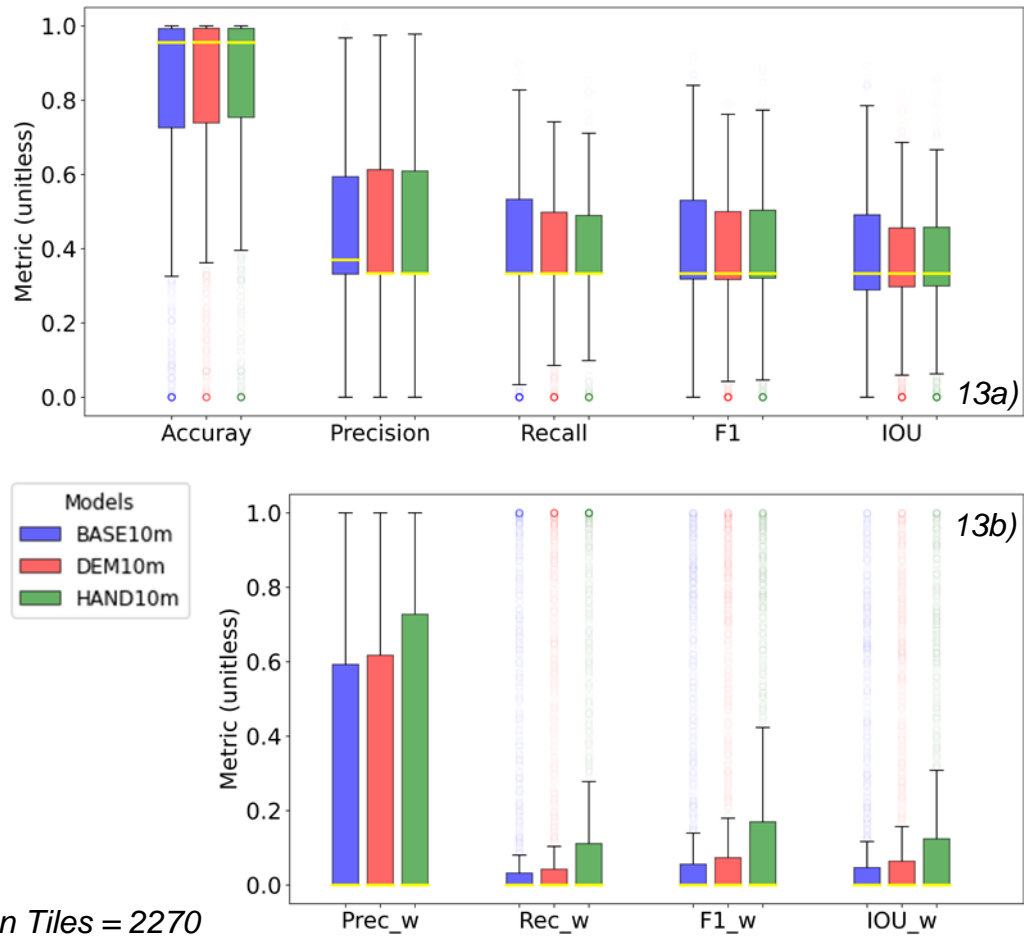 Metric (unitless)
1.0
0.8
0.6
0.4
0.2
0.0
13a)
Accuray Precision Recall F1 IOU
Models
BASE10m
DEM10m
HAND10m
Metric (unitless)
1.0
0.8
0.6
0.4
0.2
0.0
13b)
Prec_w Rec_w F1_w IOU_w
n Tiles = 2270